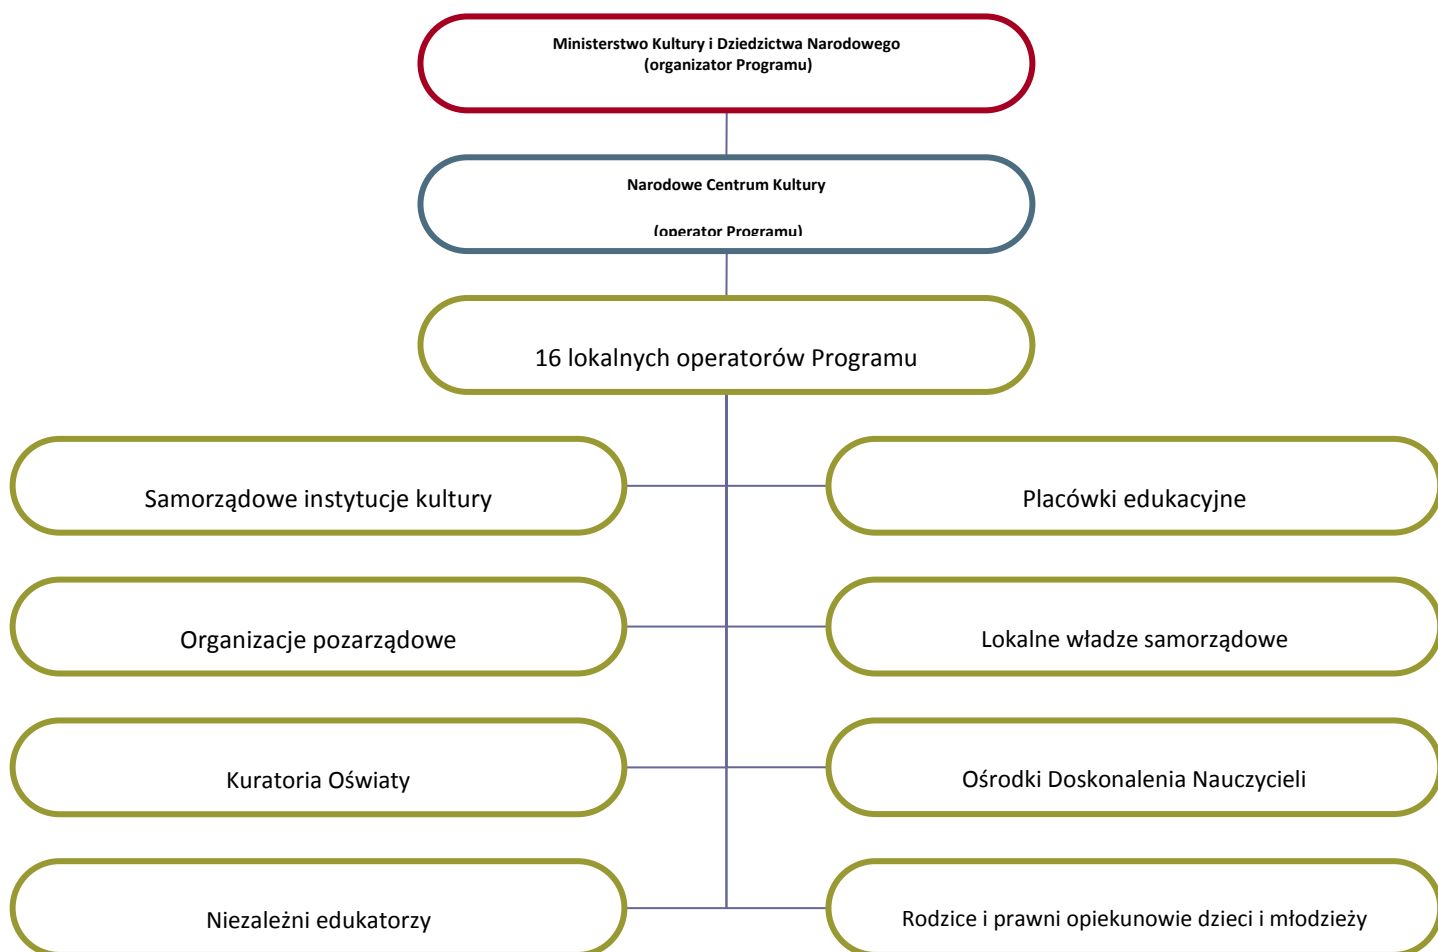 Ministerstwo Kultury i Dziedzictwa Narodowego
(organizator Programu)
Narodowe Centrum Kultury
(operator Programu)
16 lokalnych operatorów Programu
Samorządowe instytucje kultury
Placówki edukacyjne
Organizacje pozarządowe
Lokalne władze samorządowe
Kuratoria Oświaty
Ośrodki Doskonalenia Nauczycieli
Niezależni edukatorzy
Rodzice i prawni opiekunowie dzieci i młodzieży